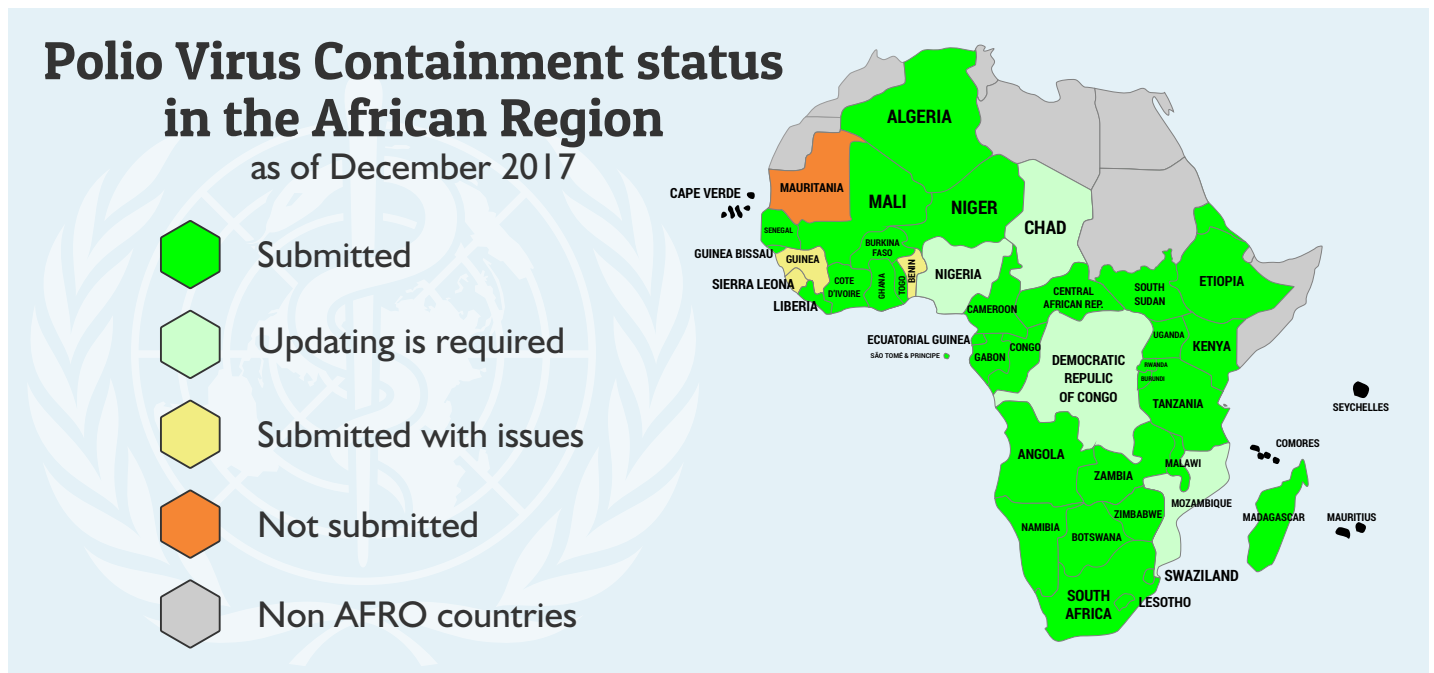 Polio Virus Containment status
in the African Region
as of December 2017
Submitted
Updating is required
Submitted with issues
Not submitted
Non AFRO countries
ALGERIA
MAURITANIA
CAPE VERDE
MALI
NIGER
CHAD
SENEGAL
GUINEA BISSAU
GUINEA
BURKINA
FASO
SIERRA LEONA
LIBERIA
COTE
D'IVOIRE
GHANA
TOGO
BENIN
NIGERIA
CAMEROON
CENTRAL
AFRICAN REP.
SOUTH
SUDAN
ETIOPIA
EQUATORIAL GUINEA
SÃO TOMÉ & PRINCIPE
GABON
CONGO
DEMOCRATIC
REPULIC
OF CONGO
UGANDA
KENYA
RWANDA
BURUNDI
TANZANIA
SEYCHELLES
COMORES
ANGOLA
ZAMBIA
MALAWI
MOZAMBIQUE
NAMIBIA
ZIMBABWE
BOTSWANA
MADAGASCAR
MAURITIUS
SWAZILAND
LESOTHO
SOUTH
AFRICA